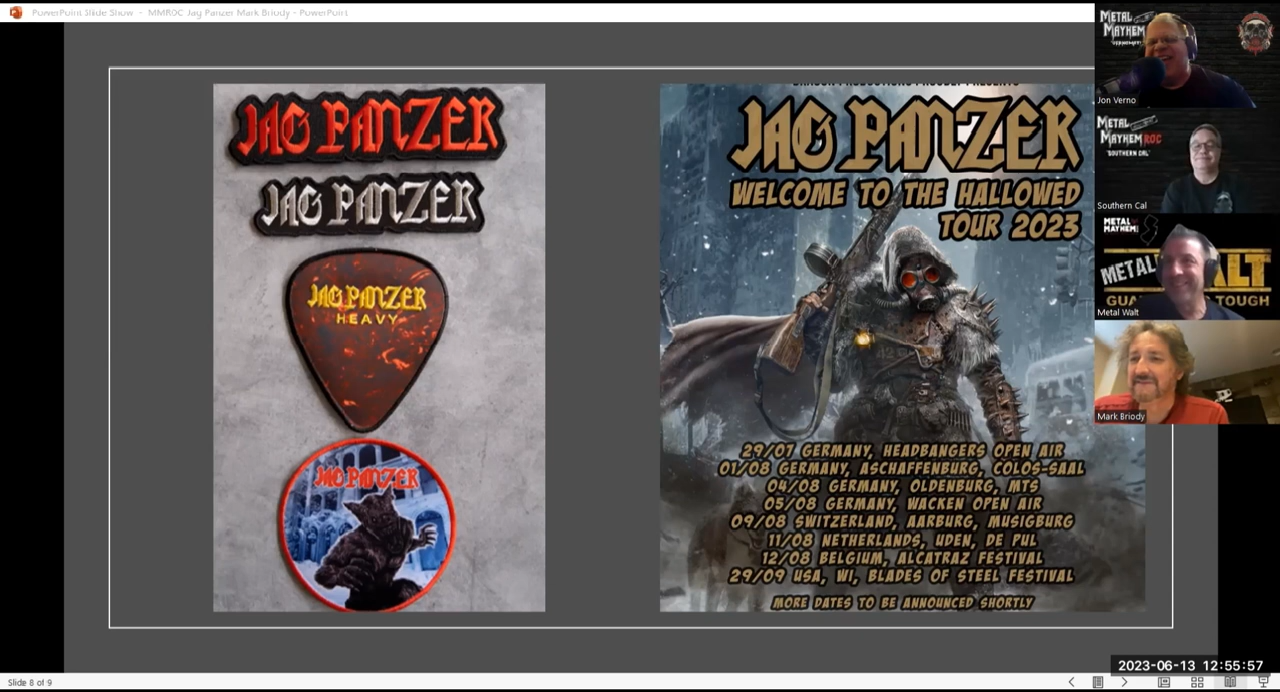 PowerPoint Slide Show - MMROC Jag Panzer Mark Briody - PowerPoint
JAG PANZER
JAG PANZER
JAG PANZER
HEAVY
JAG PANZER
JAG PANZER
WELCOME TO THE HALLOWED
TOUR 2023
29/07 GERMANY, HEADBANGERS OPEN AIR
01/08 GERMANY, ASCHAFFENBURG, COLOS-SAAL
04/08 GERMANY, OLDENBURG, MTS
05/08 GERMANY, WACKEN OPEN AIR
09/08 SWITZERLAND, AARBURG, MUSIGBURG
11/08 NETHERLANDS, UDEN, DE PUL
12/08 BELGIUM, ALCATRAZ FESTIVAL
29/09 USA, WI, BLADES OF STEEL FESTIVAL
MORE DATES TO BE ANNOUNCED SHORTLY
METAL
MAYHEM
Jon Verno
METAL
MAYHEM ROC
"SOUTHERN CAL"
Southern Cal
METAL
MAYHEM
METAL
TOUGH
Metal Walt
Mark Briody
2023-06-13 12:55:57
Slide 8 of 9